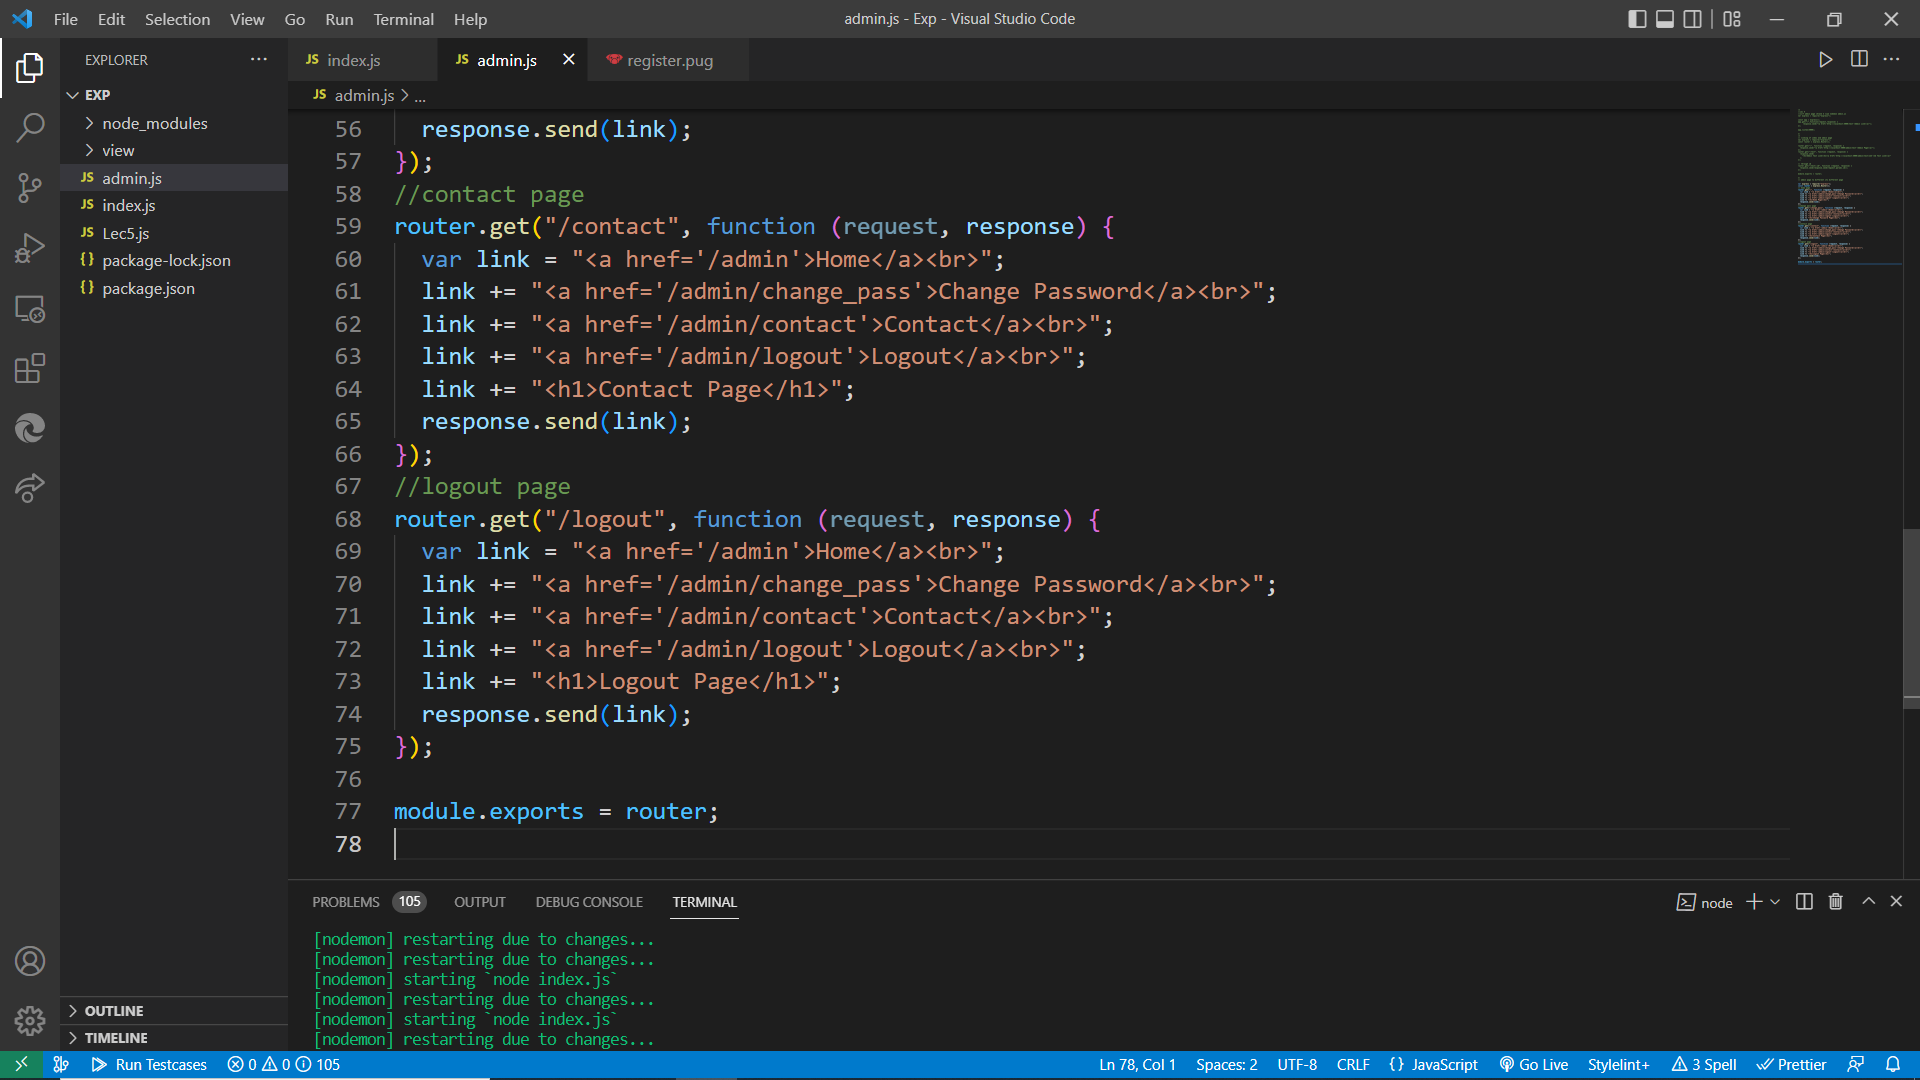 File Edit Selection View Go Run Terminal Help
admin.js - Exp - Visual Studio Code
EXPLORER
EXP
node_modules
view
JS admin.js
JS index.js
JS Lec5.js
{} package-lock.json
{} package.json
OUTLINE
TIMELINE
JS index.js
JS admin.js
register.pug
JS admin.js > ...
56 response.send(link);
57 });
58 //contact page
59 router.get("/contact", function (request, response) {
60 var link = "<a href='/admin'>Home</a><br>";
61 link += "<a href='/admin/change_pass'>Change Password</a><br>";
62 link += "<a href='/admin/contact'>Contact</a><br>";
63 link += "<a href='/admin/logout'>Logout</a><br>";
64 link += "<h1>Contact Page</h1>";
65 response.send(link);
66 });
67 //logout page
68 router.get("/logout", function (request, response) {
69 var link = "<a href='/admin'>Home</a><br>";
70 link += "<a href='/admin/change_pass'>Change Password</a><br>";
71 link += "<a href='/admin/contact'>Contact</a><br>";
72 link += "<a href='/admin/logout'>Logout</a><br>";
73 link += "<h1>Logout Page</h1>";
74 response.send(link);
75 });
76
77 module.exports = router;
78
PROBLEMS 105 OUTPUT DEBUG CONSOLE TERMINAL
node
[nodemon] restarting due to changes...
[nodemon] restarting due to changes...
[nodemon] starting `node index.js`
[nodemon] restarting due to changes...
[nodemon] starting `node index.js`
[nodemon] restarting due to changes...
Run Testcases 0 0 105
Ln 78, Col 1 Spaces: 2 UTF-8 CRLF {} JavaScript Go Live Stylelint+ 3 Spell Prettier